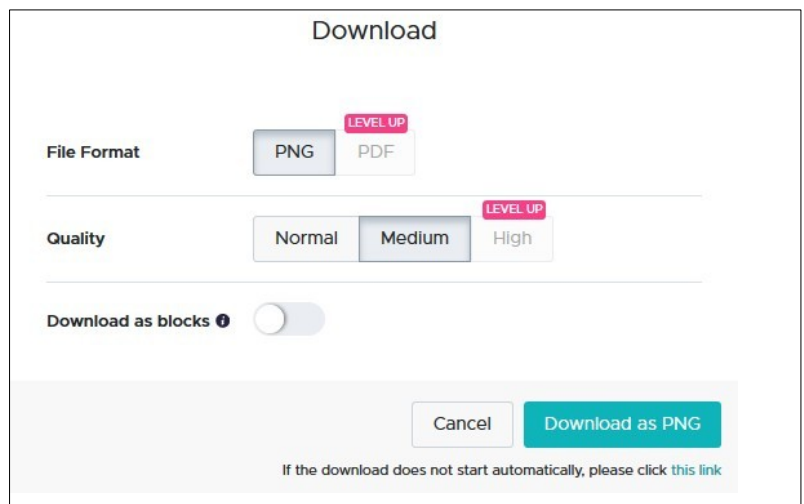 Download
LEVEL UP
File Format PNG PDF
LEVEL UP
Quality Normal Medium High
Download as blocks i
Cancel Download as PNG
If the download does not start automatically, please click this link